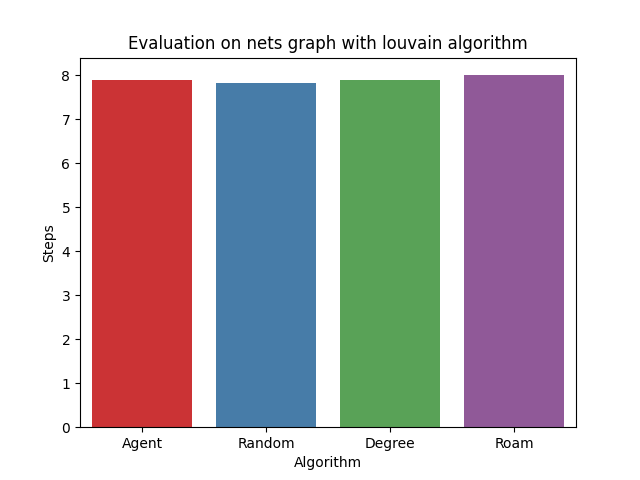 Evaluation on nets graph with louvain algorithm
8
7
6
5
4
3
2
1
0
Steps
Agent Random Degree Roam
Algorithm